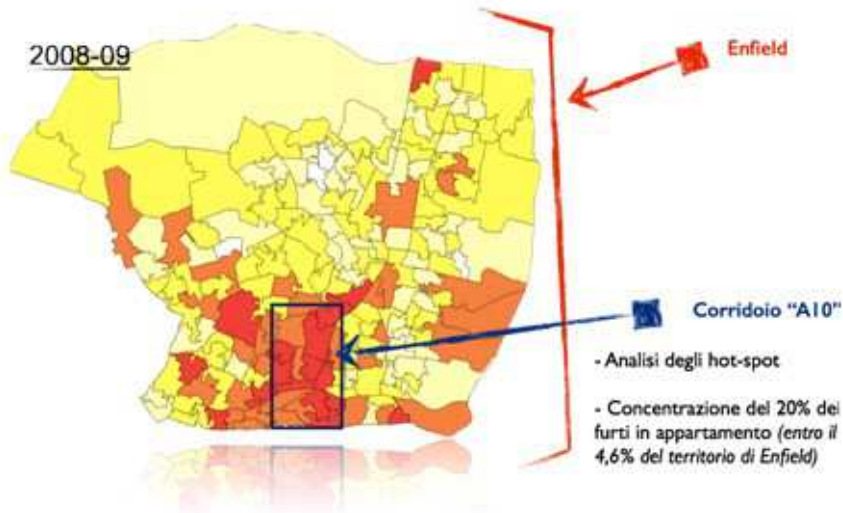 2008-09
Enfield
Corridoio "A10"
- Analisi degli hot-spot
- Concentrazione del 20% dei
furti in appartamento (entro il
4,6% del territorio di Enfield)